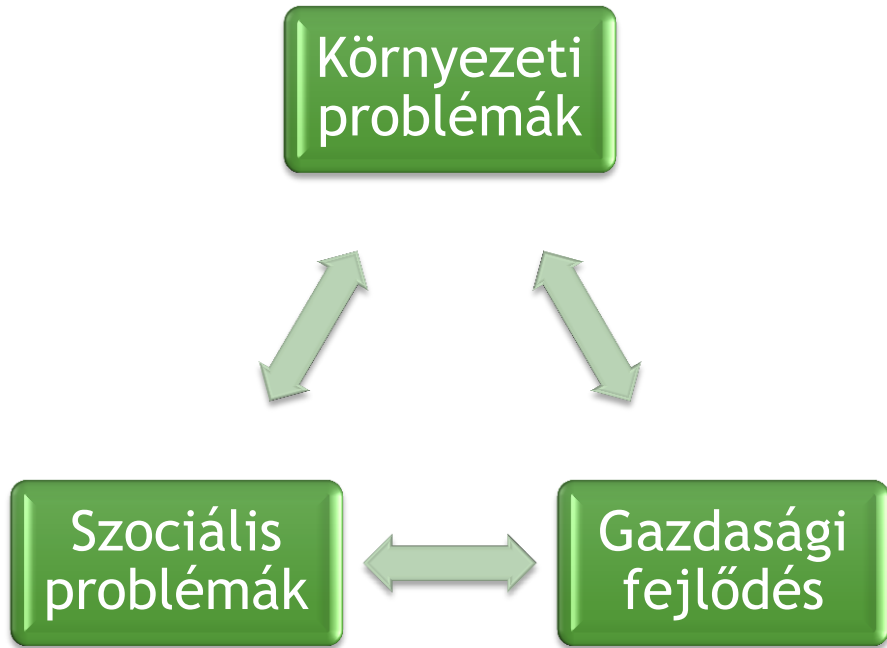 Környezeti
problémák
Szociális
problémák
Gazdasági
fejlődés